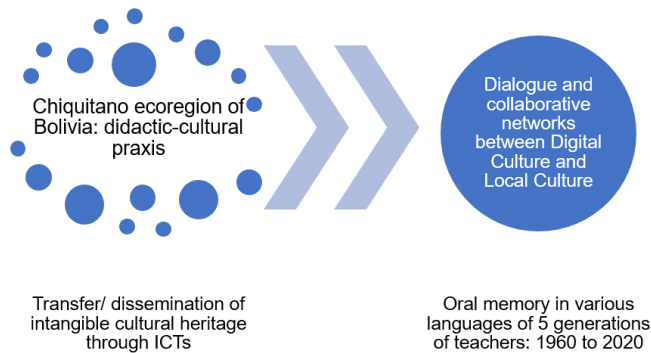 Chiquitano ecoregion of
Bolivia: didactic-cultural
praxis
Dialogue and
collaborative
networks
between Digital
Culture and
Local Culture
Transfer/ dissemination of
intangible cultural heritage
through ICTs
Oral memory in various
languages of 5 generations
of teachers: 1960 to 2020